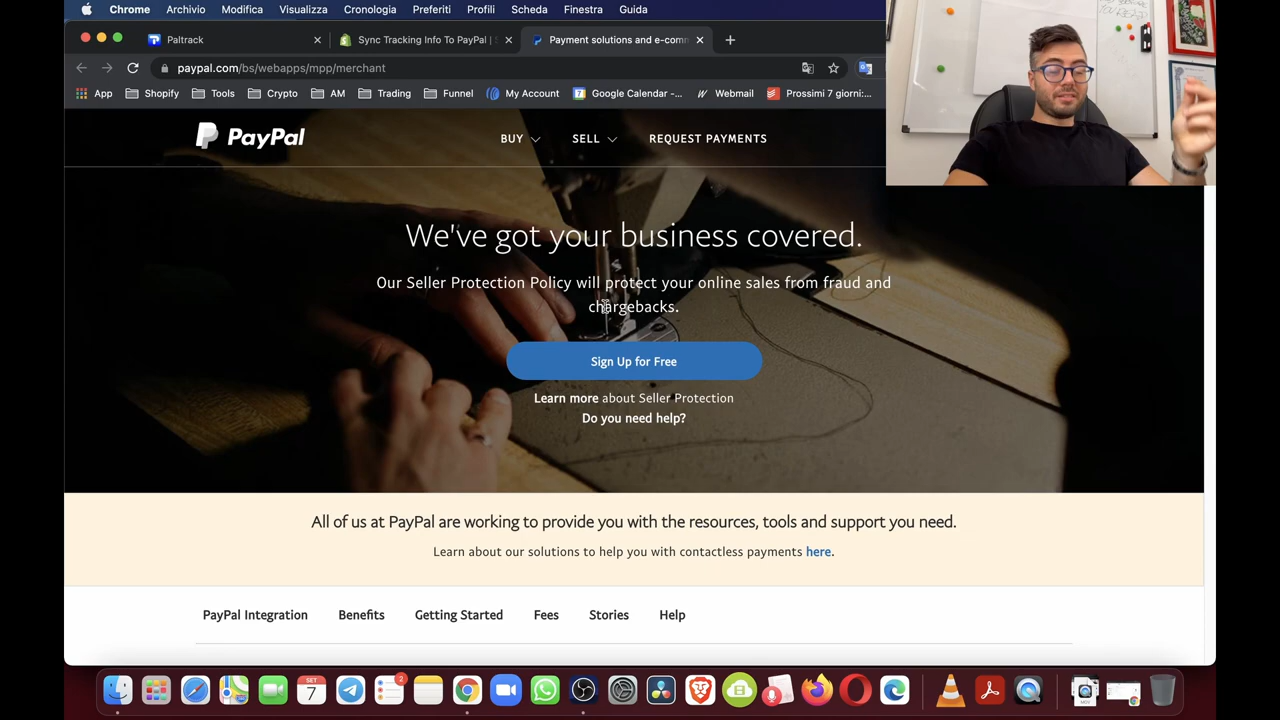 Chrome Archivio Modifica Visualizza Cronologia Preferiti Profili Scheda Finestra Guida
Paltrack
Sync Tracking Info to PayPal |
Payment solutions and e-com
paypal.com/bs/webapps/mpp/merchant
App Shopify Tools Crypto AM Trading Funnel My Account Google Calendar -... Webmail Prossimi 7 giorni:...
PayPal
BUY SELL REQUEST PAYMENTS
We've got your business covered.
Our Seller Protection Policy will protect your online sales from fraud and
chargebacks.
Sign Up for Free
Learn more about Seller Protection
Do you need help?
All of us at PayPal are working to provide you with the resources, tools and support you need.
Learn about our solutions to help you with contactless payments here.
PayPal Integration Benefits Getting Started Fees Stories Help
SET
7
2